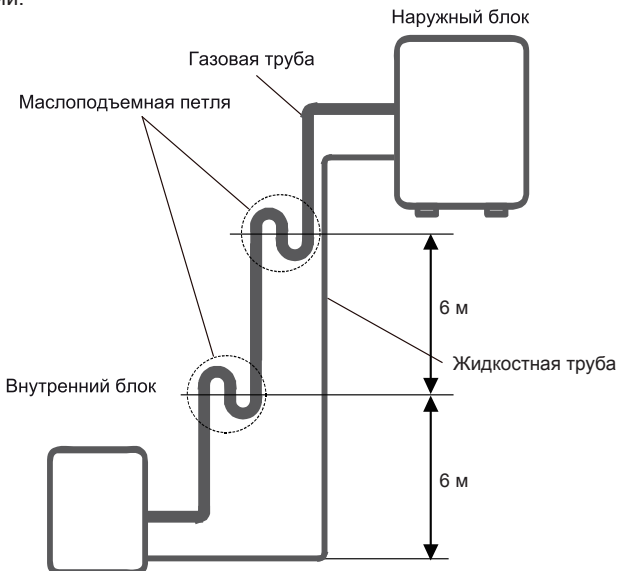 Наружный блок
Газовая труба
Маслоподъемная петля
6 м
Жидкостная труба
Внутренний блок
6 м